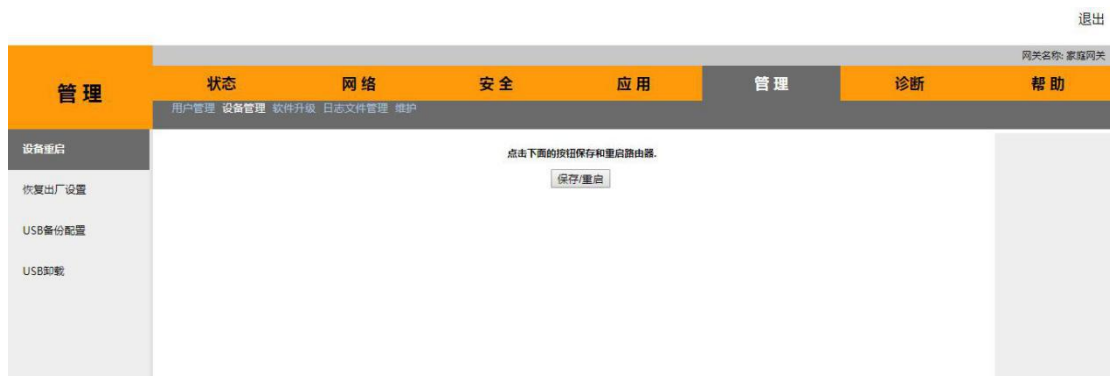 退出
网关名称: 家庭网关
管理
状态 网络 安全 应用 管理 诊断 帮助
用户管理 设备管理 软件升级 日志文件管理 维护
设备重启
点击下面的按钮保存和重启路由器.
保存/重启
恢复出厂设置
USB备份配置
USB卸载